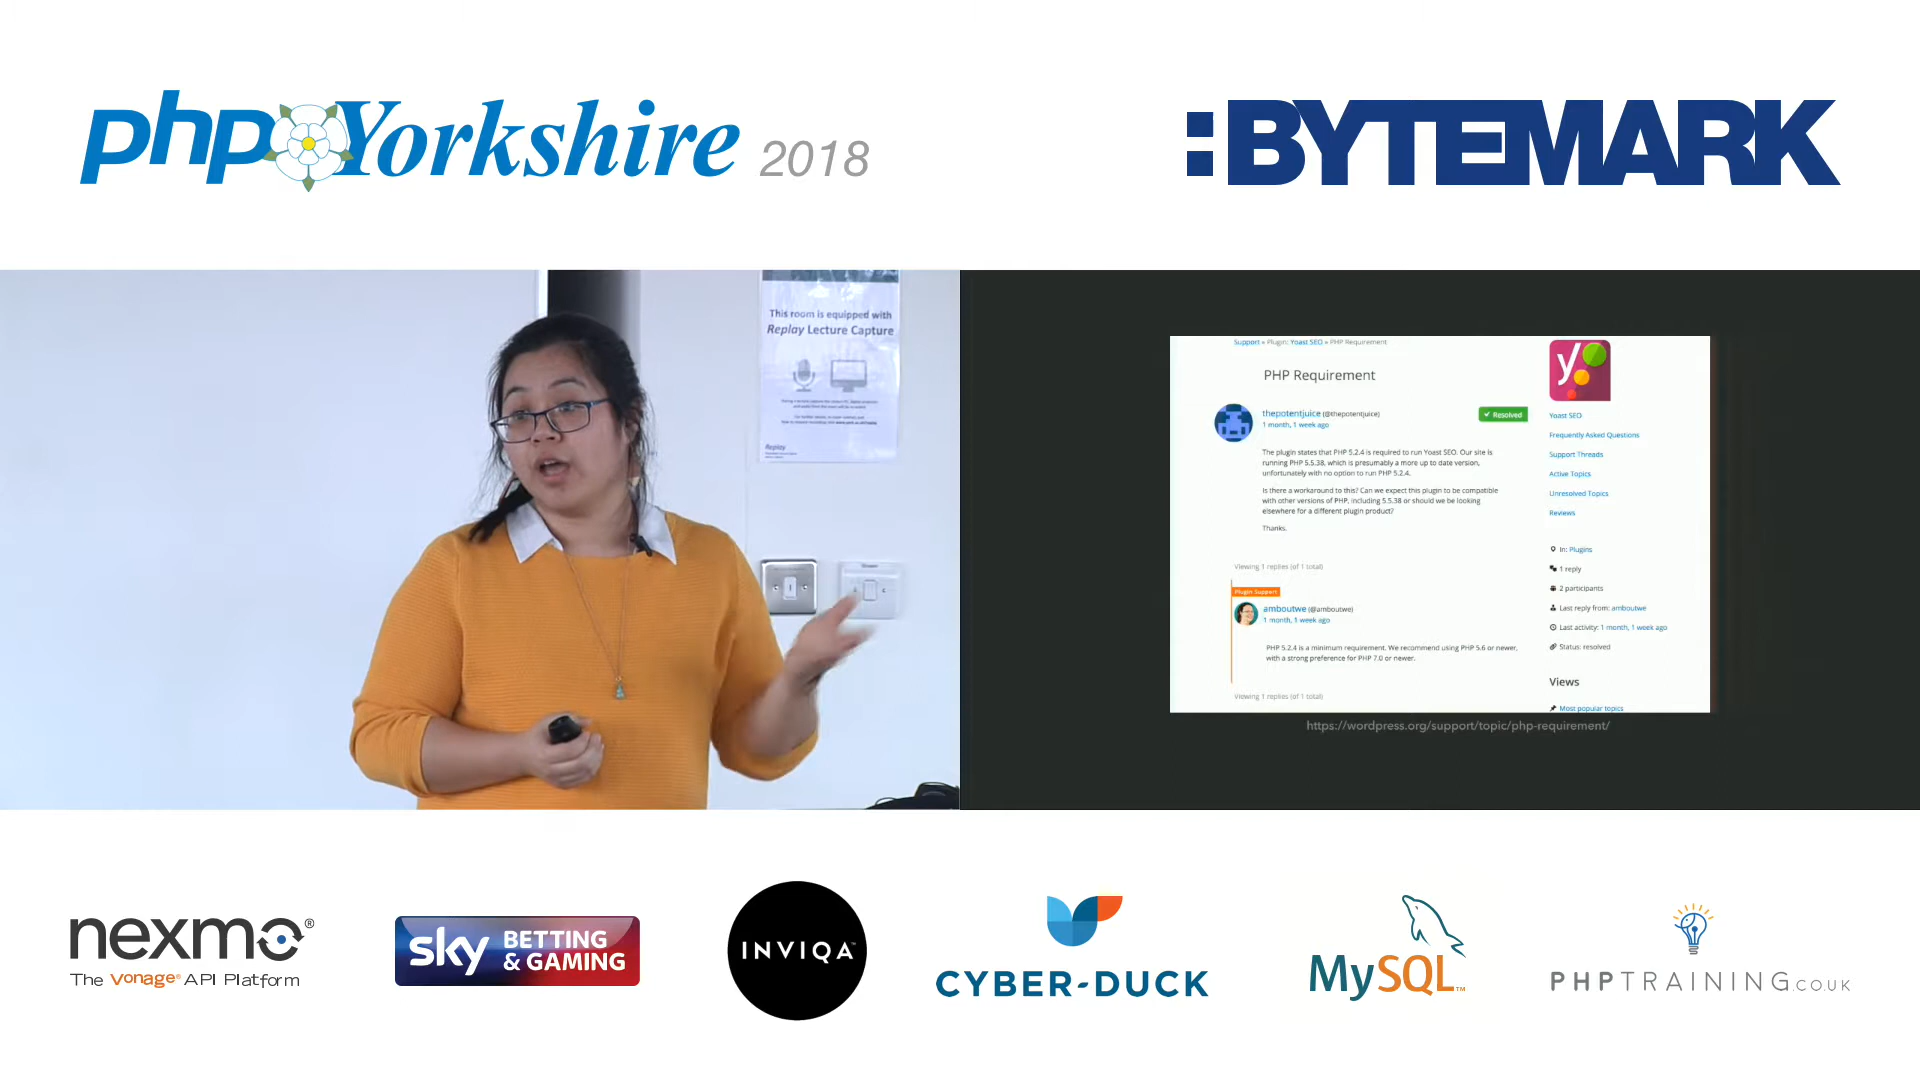 php Yorkshire 2018
:BYTEMARK
This room is equipped with
Replay Lecture Capture
Replay
Support » Plugin: Yoast SEO » PHP Requirement
PHP Requirement
thepotentjuice (@thepotentjuice)
1 month, 1 week ago
✓ Resolved
The plugin states that PHP 5.2.4 is required to run Yoast SEO. Our site is
running PHP 5.5.38, which is presumably a more up to date version,
unfortunately with no option to run PHP 5.2.4.
Is there a workaround to this? Can we expect this plugin to be compatible
with other versions of PHP, including 5.5.38 or should we be looking
elsewhere for a different plugin product?
Thanks.
Viewing 1 replies (of 1 total)
Plugin Support
amboutwe (@amboutwe)
1 month, 1 week ago
PHP 5.2.4 is a minimum requirement. We recommend using PHP 5.6 or newer,
with a strong preference for PHP 7.0 or newer.
Viewing 1 replies (of 1 total)
y
Yoast SEO
Frequently Asked Questions
Support Threads
Active Topics
Unresolved Topics
Reviews
In: Plugins
1 reply
2 participants
Last reply from: amboutwe
Last activity: 1 month, 1 week ago
Status: resolved
Views
Most popular topics
https://wordpress.org/support/topic/php-requirement/
nexmo®
The Vonage® API Platform
sky BETTING
& GAMING
INVIQA™
CYBER-DUCK
MySQL™
PHPTRAINING.CO.UK